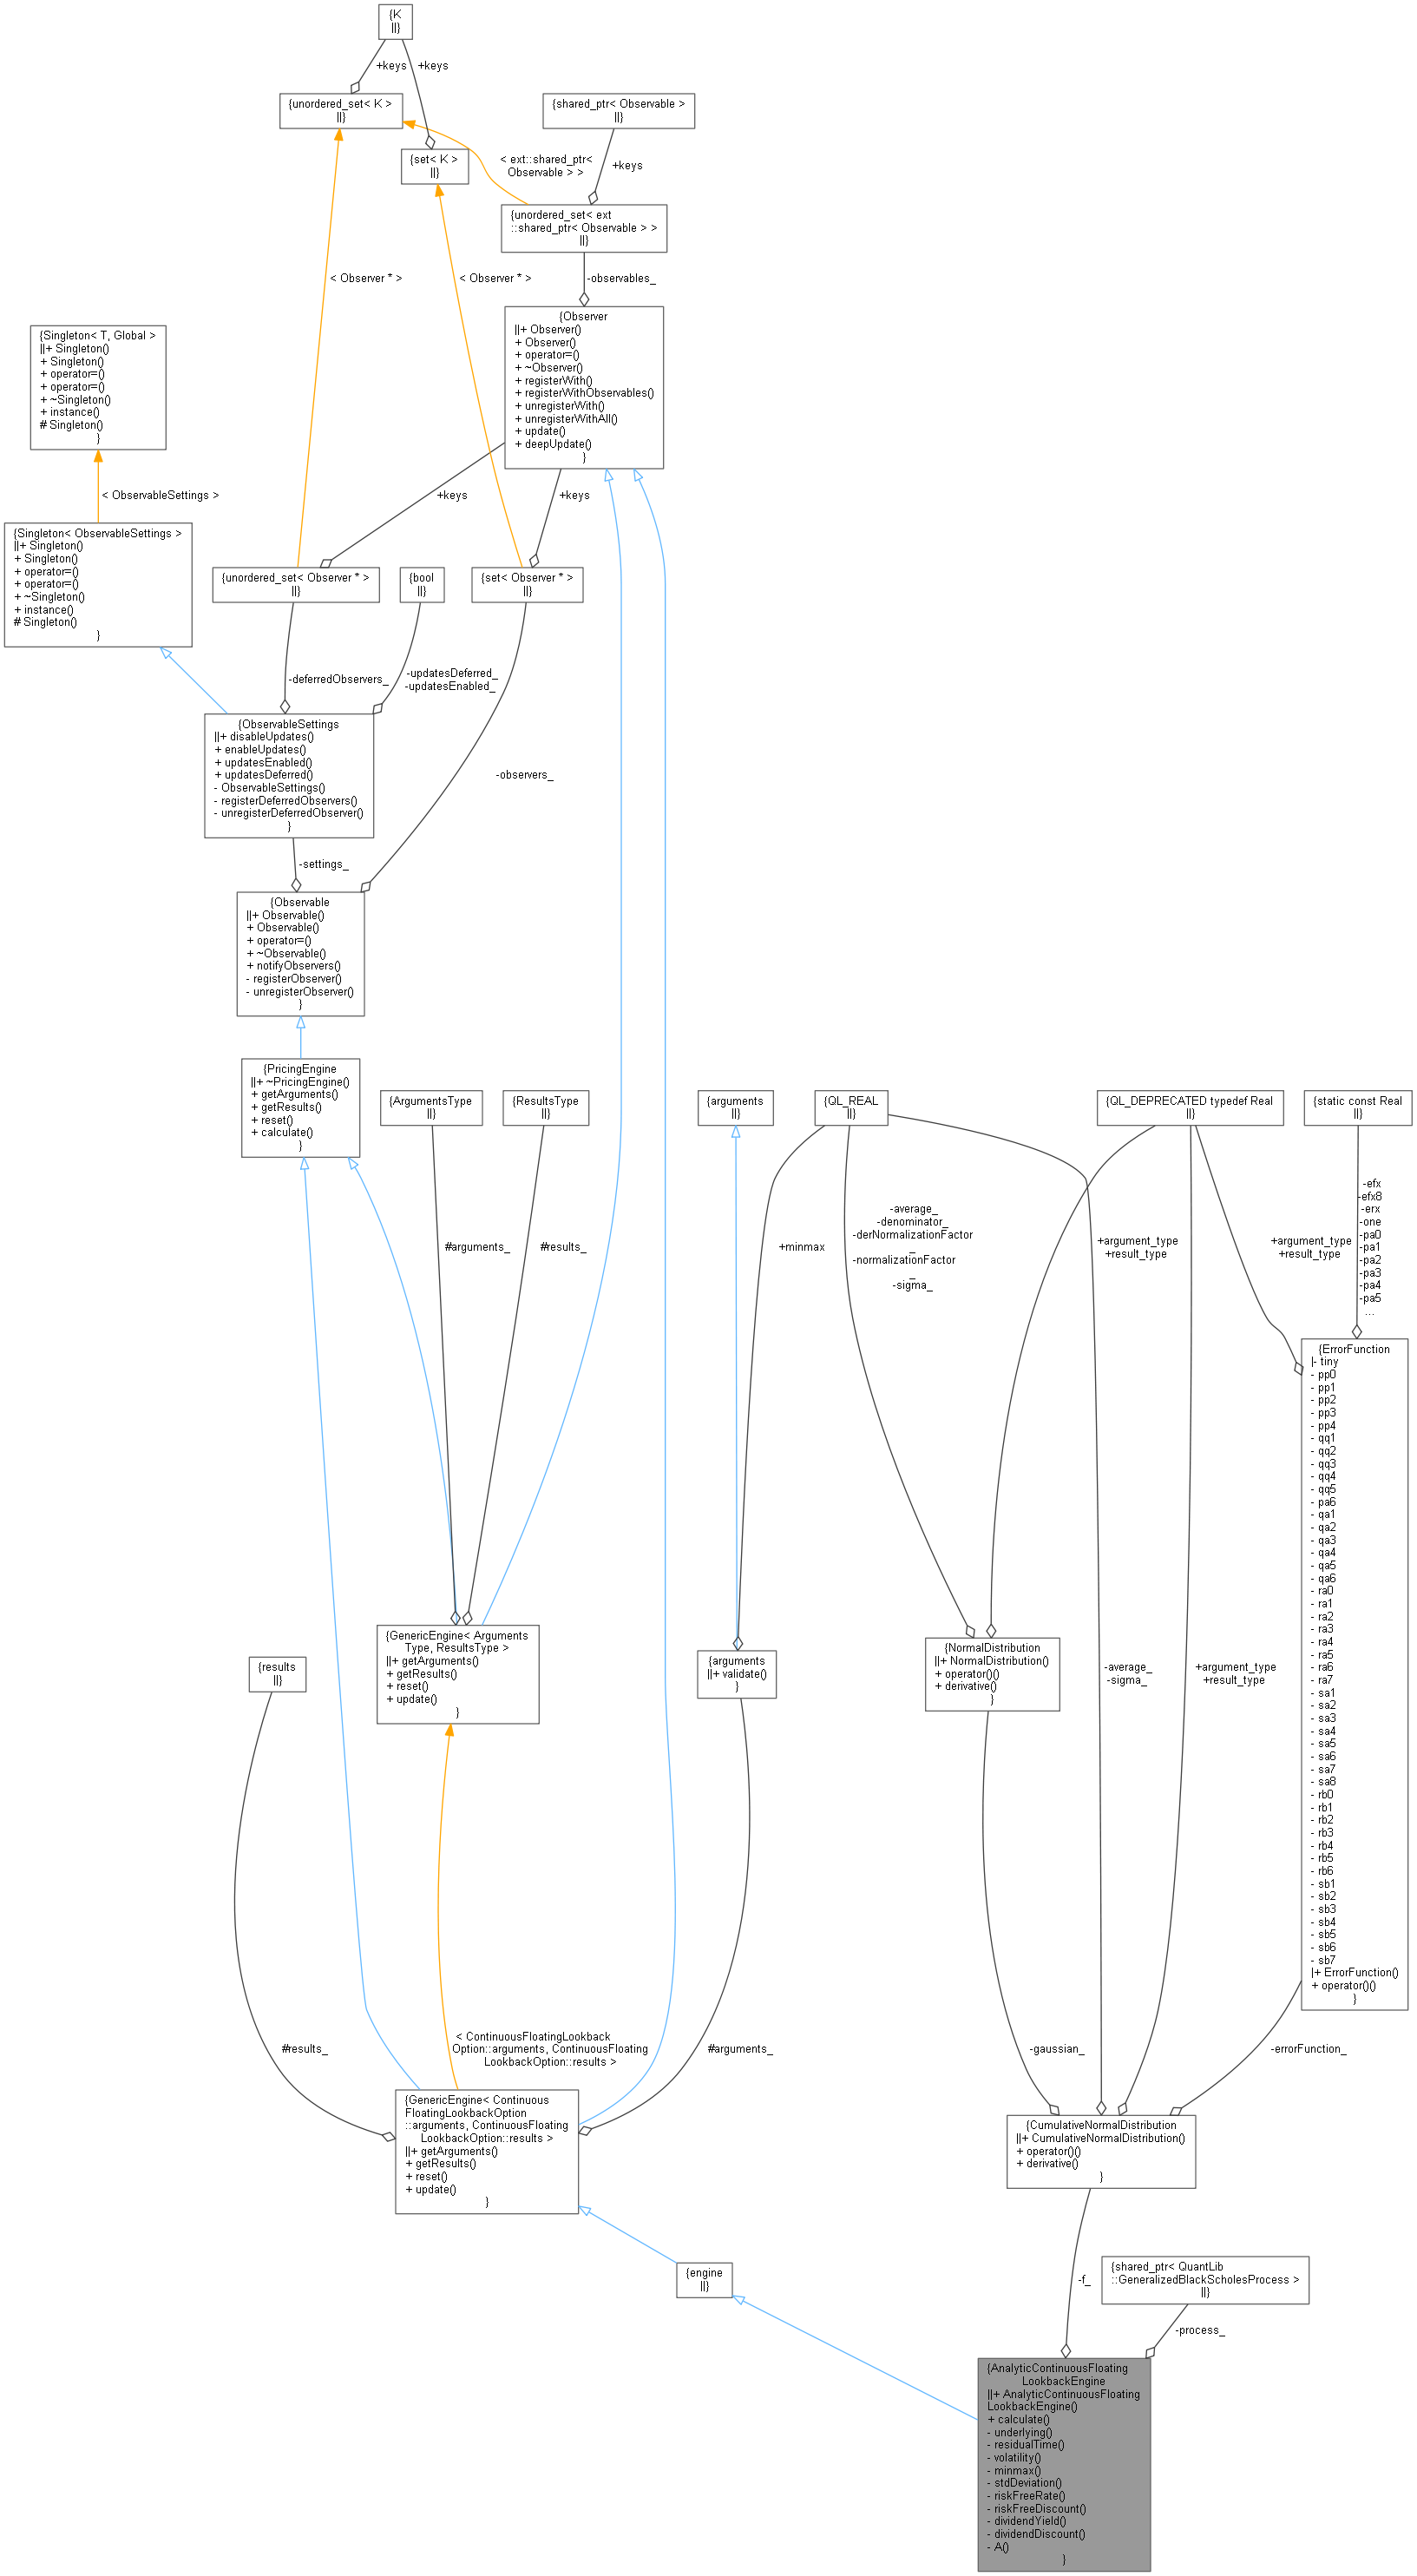 {K
||}
+keys
+keys
{unordered_set< K >
||}
{shared_ptr< Observable >
||}
{set< K >
||}
< ext::shared_ptr<
Observable > >
+keys
{unordered_set< ext
::shared_ptr< Observable > >
||}
< Observer * >
< Observer * >
-observables_
{Observer
||+ Observer()
+ Observer()
+ operator=()
+ ~Observer()
+ registerWith()
+ registerWithObservables()
+ unregisterWith()
+ unregisterWithAll()
+ update()
+ deepUpdate()
}
{Singleton< T, Global >
||+ Singleton()
+ Singleton()
+ operator=()
+ operator=()
+ ~Singleton()
+ instance()
# Singleton()
}
< ObservableSettings >
+keys
+keys
{Singleton< ObservableSettings >
||+ Singleton()
+ Singleton()
+ operator=()
+ operator=()
+ ~Singleton()
+ instance()
# Singleton()
}
{unordered_set< Observer * >
||}
{bool
||}
{set< Observer * >
||}
-deferredObservers_
-updatesDeferred_
-updatesEnabled_
{ObservableSettings
||+ disableUpdates()
+ enableUpdates()
+ updatesEnabled()
+ updatesDeferred()
- ObservableSettings()
- registerDeferredObservers()
- unregisterDeferredObserver()
}
-observers_
-settings_
{Observable
||+ Observable()
+ Observable()
+ operator=()
+ ~Observable()
+ notifyObservers()
- registerObserver()
- unregisterObserver()
}
{PricingEngine
||+ ~PricingEngine()
+ getArguments()
+ getResults()
+ reset()
+ calculate()
}
{ArgumentsType
||}
{ResultsType
||}
{arguments
||}
{QL_REAL
||}
{QL_DEPRECATED typedef Real
||}
{static const Real
||}
#arguments_
#results_
+minmax
-average_
-denominator_
-derNormalizationFactor
_
-normalizationFactor
_
-sigma_
+argument_type
+result_type
+argument_type
+result_type
-efx
-efx8
-erx
-one
-pa0
-pa1
-pa2
-pa3
-pa4
-pa5
...
{ErrorFunction
|- tiny
- pp0
- pp1
- pp2
- pp3
- pp4
- qq1
- qq2
- qq3
- qq4
- qq5
- pa6
- qa1
- qa2
- qa3
- qa4
- qa5
- qa6
- ra0
- ra1
- ra2
- ra3
- ra4
- ra5
- ra6
- ra7
- sa1
- sa2
- sa3
- sa4
- sa5
- sa6
- sa7
- sa8
- rb0
- rb1
- rb2
- rb3
- rb4
- rb5
- rb6
- sb1
- sb2
- sb3
- sb4
- sb5
- sb6
- sb7
|+ ErrorFunction()
+ operator()()
}
{GenericEngine< Arguments
Type, ResultsType >
||+ getArguments()
+ getResults()
+ reset()
+ update()
}
{results
||}
{arguments
||+ validate()
}
{NormalDistribution
||+ NormalDistribution()
+ operator()()
+ derivative()
}
-average_
-sigma_
+argument_type
+result_type
#results_
< ContinuousFloatingLookback
Option::arguments, ContinuousFloating
LookbackOption::results >
#arguments_
-gaussian_
-errorFunction_
{GenericEngine< Continuous
FloatingLookbackOption
::arguments, ContinuousFloating
LookbackOption::results >
||+ getArguments()
+ getResults()
+ reset()
+ update()
}
{CumulativeNormalDistribution
||+ CumulativeNormalDistribution()
+ operator()()
+ derivative()
}
{engine
||}
-f_
{shared_ptr< QuantLib
::GeneralizedBlackScholesProcess >
||}
-process_
{AnalyticContinuousFloating
LookbackEngine
||+ AnalyticContinuousFloating
LookbackEngine()
+ calculate()
- underlying()
- residualTime()
- volatility()
- minmax()
- stdDeviation()
- riskFreeRate()
- riskFreeDiscount()
- dividendYield()
- dividendDiscount()
- A()
}